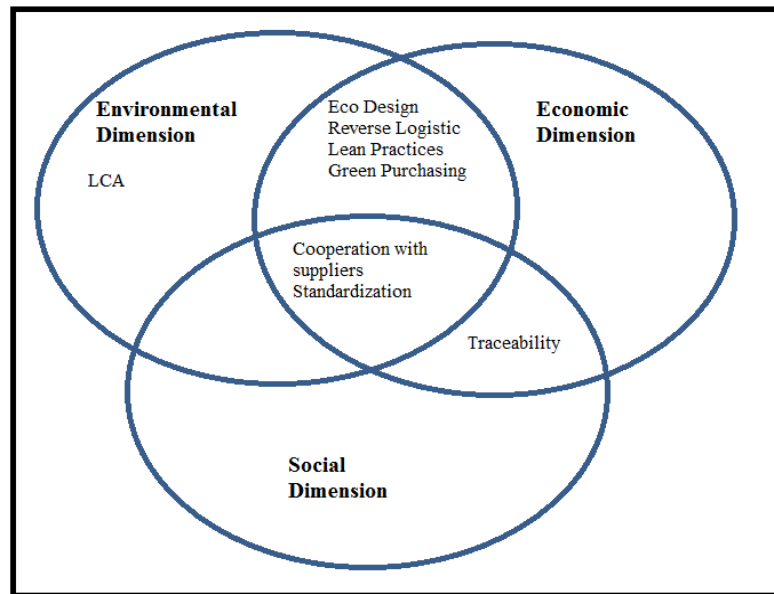 Environmental
Dimension
LCA
Eco Design
Reverse Logistic
Lean Practices
Green Purchasing
Economic
Dimension
Cooperation with
suppliers
Standardization
Traceability
Social
Dimension